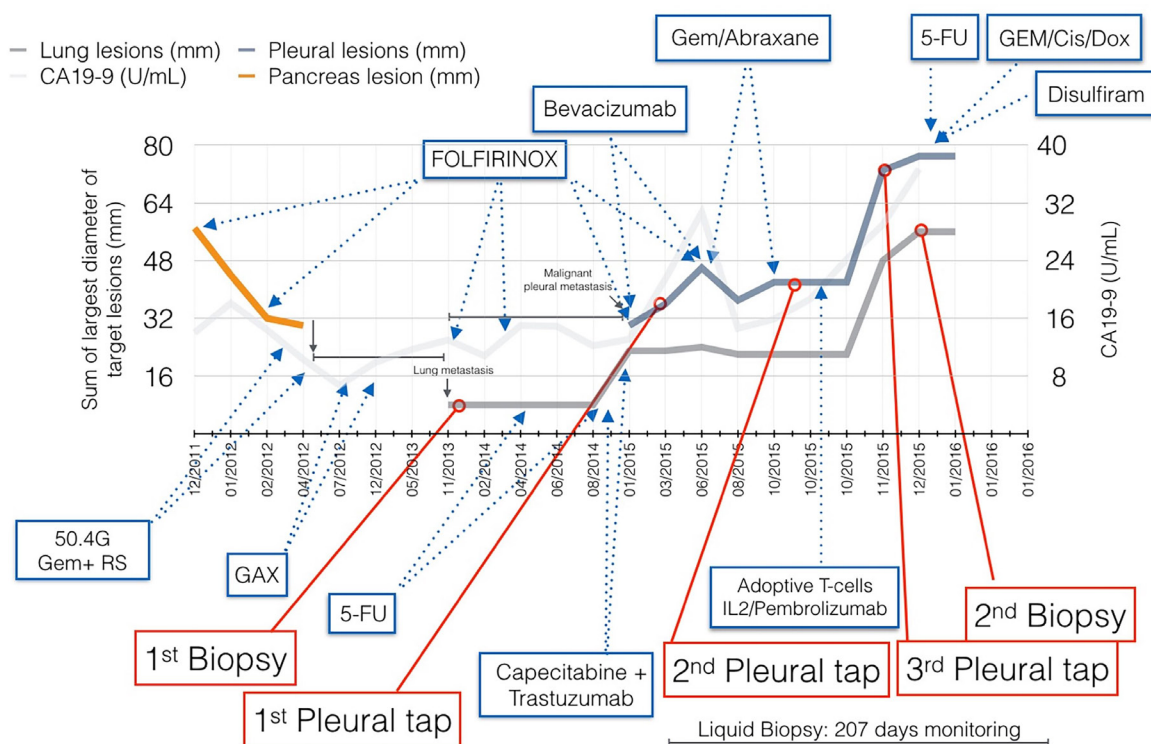 Lung lesions (mm)
Pleural lesions (mm)
CA19-9 (U/mL)
Pancreas lesion (mm)
Gem/Abraxane
5-FU
GEM/Cis/Dox
Disulfiram
Bevacizumab
FOLFIRINOX
Sum of largest diameter of
target lesions (mm)
80
64
48
32
16
40
32
24
16
8
CA19-9 (U/mL)
Malignant
pleural metastasis
Lung metastasis
12/2011
01/2012
02/2012
04/2012
07/2012
12/2012
05/2013
11/2013
02/2014
04/2014
06/2014
08/2014
01/2015
03/2015
06/2015
08/2015
10/2015
10/2015
10/2015
11/2015
12/2015
01/2016
01/2016
01/2016
50.4G
Gem+ RS
GAX
5-FU
Adoptive T-cells
IL2/Pembrolizumab
1st Biopsy
1st Pleural tap
Capecitabine +
Trastuzumab
2nd Pleural tap
2nd Biopsy
3rd Pleural tap
Liquid Biopsy: 207 days monitoring